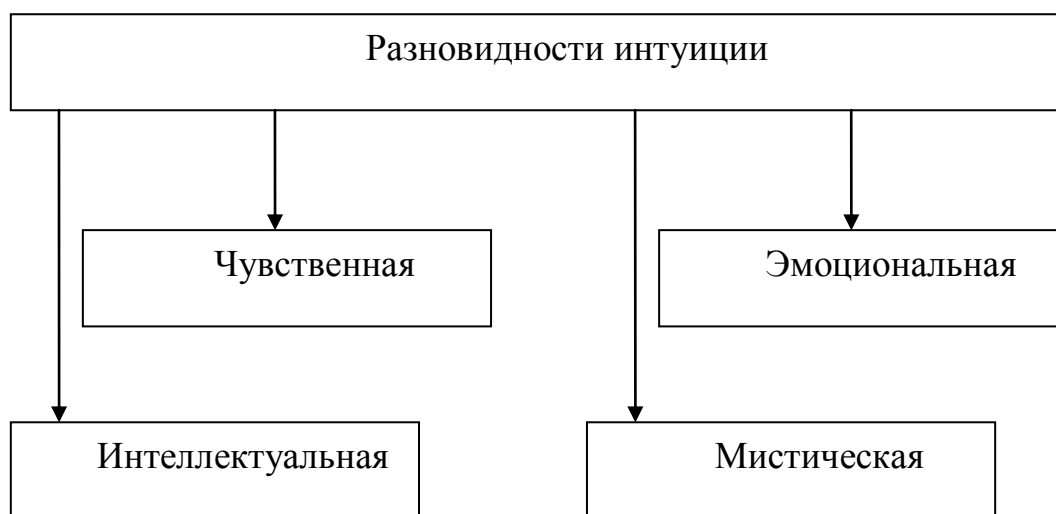 Разновидности интуиции
Чувственная
Эмоциональная
Интеллектуальная
Мистическая